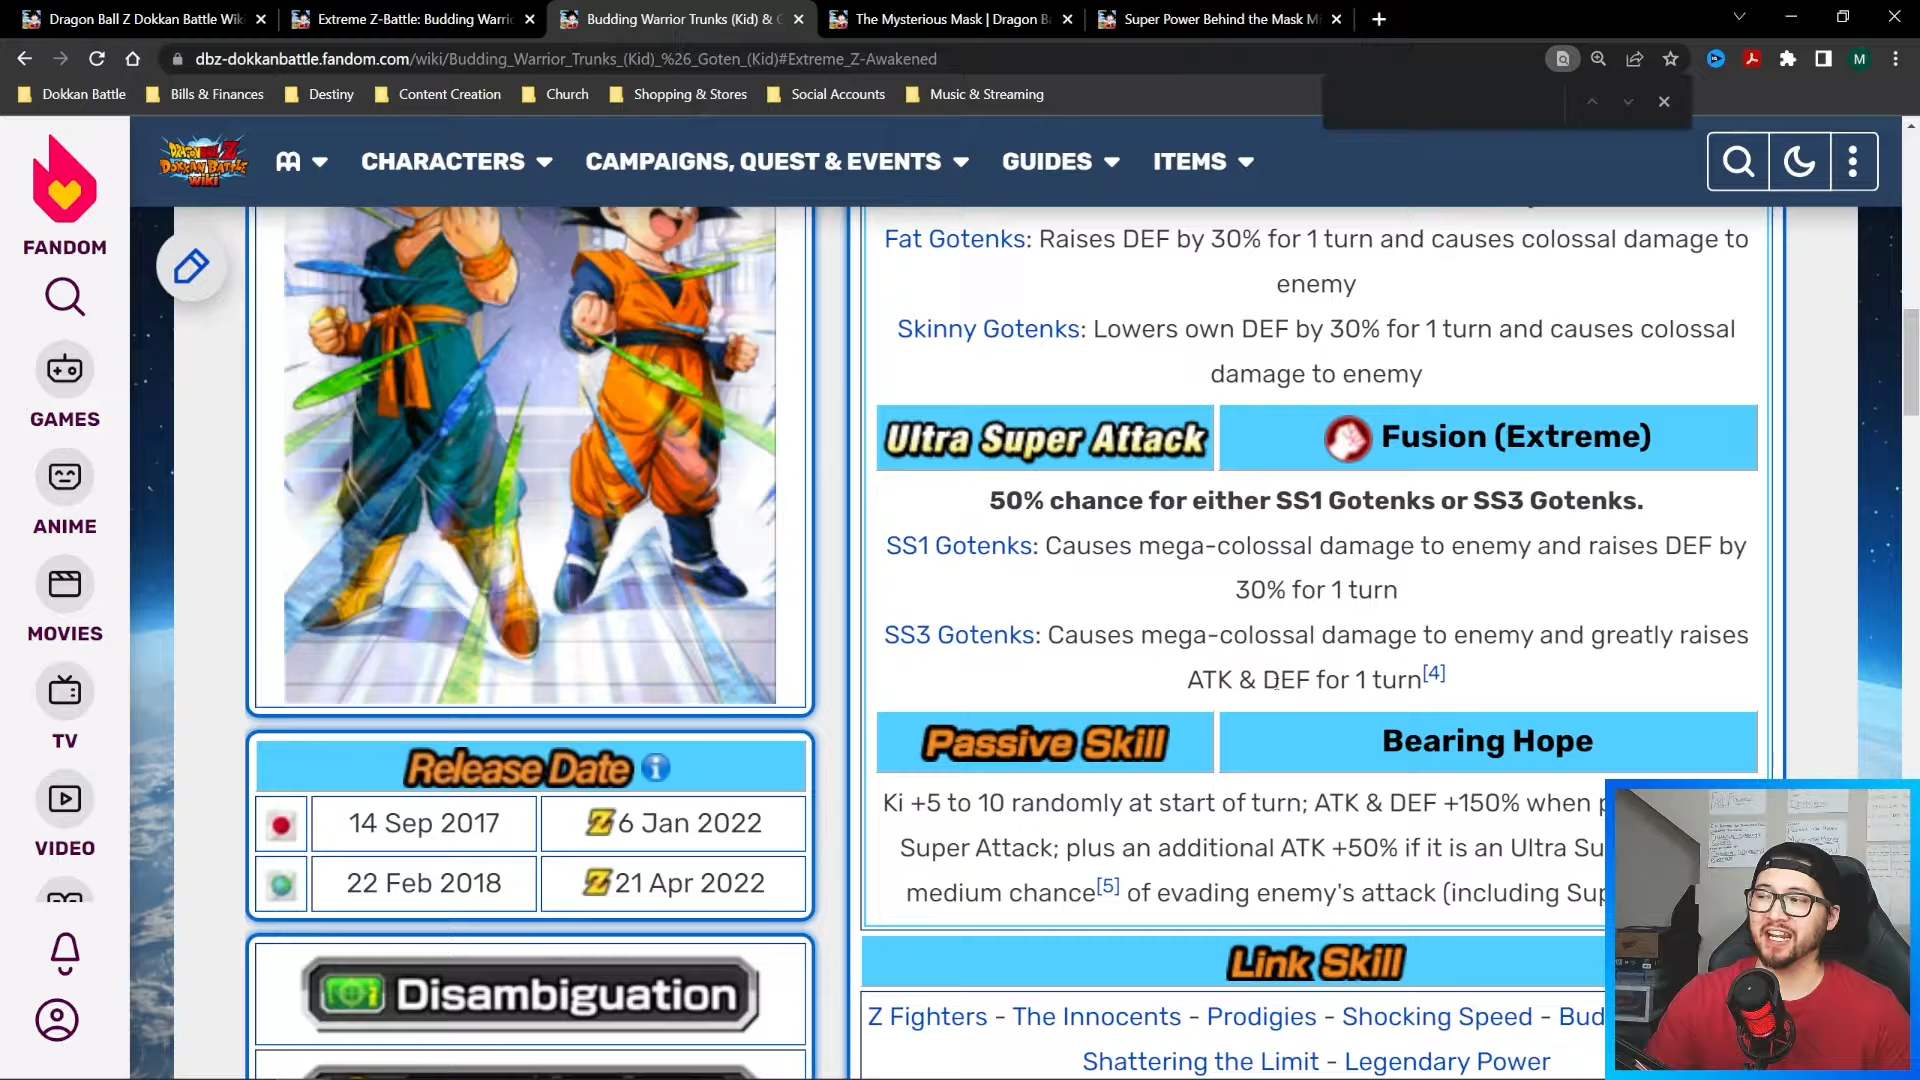 Dragon Ball Z Dokkan Battle Wiki
Extreme Z-Battle: Budding Warrio
Budding Warrior Trunks (Kid) & G
The Mysterious Mask | Dragon Ba
Super Power Behind the Mask Mi
dbz-dokkanbattle.fandom.com/wiki/Budding_Warrior_Trunks_(Kid)_%26_Goten_(Kid)#Extreme_Z-Awakened
M
Dokkan Battle
Bills & Finances
Destiny
Content Creation
Church
Shopping & Stores
Social Accounts
Music & Streaming
DRAGON BALL Z DOKKAN BATTLE WIKI
CHARACTERS
CAMPAIGNS, QUEST & EVENTS
GUIDES
ITEMS
FANDOM
GAMES
ANIME
MOVIES
TV
VIDEO
Fat Gotenks: Raises DEF by 30% for 1 turn and causes colossal damage to
enemy
Skinny Gotenks: Lowers own DEF by 30% for 1 turn and causes colossal
damage to enemy
Ultra Super Attack
Fusion (Extreme)
50% chance for either SS1 Gotenks or SS3 Gotenks.
SS1 Gotenks: Causes mega-colossal damage to enemy and raises DEF by
30% for 1 turn
SS3 Gotenks: Causes mega-colossal damage to enemy and greatly raises
ATK & DEF for 1 turn[4]
Passive Skill
Bearing Hope
Ki +5 to 10 randomly at start of turn; ATK & DEF +150% when p
Super Attack; plus an additional ATK +50% if it is an Ultra Su
medium chance[5] of evading enemy's attack (including Sup
Link Skill
Z Fighters - The Innocents - Prodigies - Shocking Speed - Bud
Shattering the Limit - Legendary Power
Release Date
14 Sep 2017
Z 6 Jan 2022
22 Feb 2018
Z 21 Apr 2022
Disambiguation